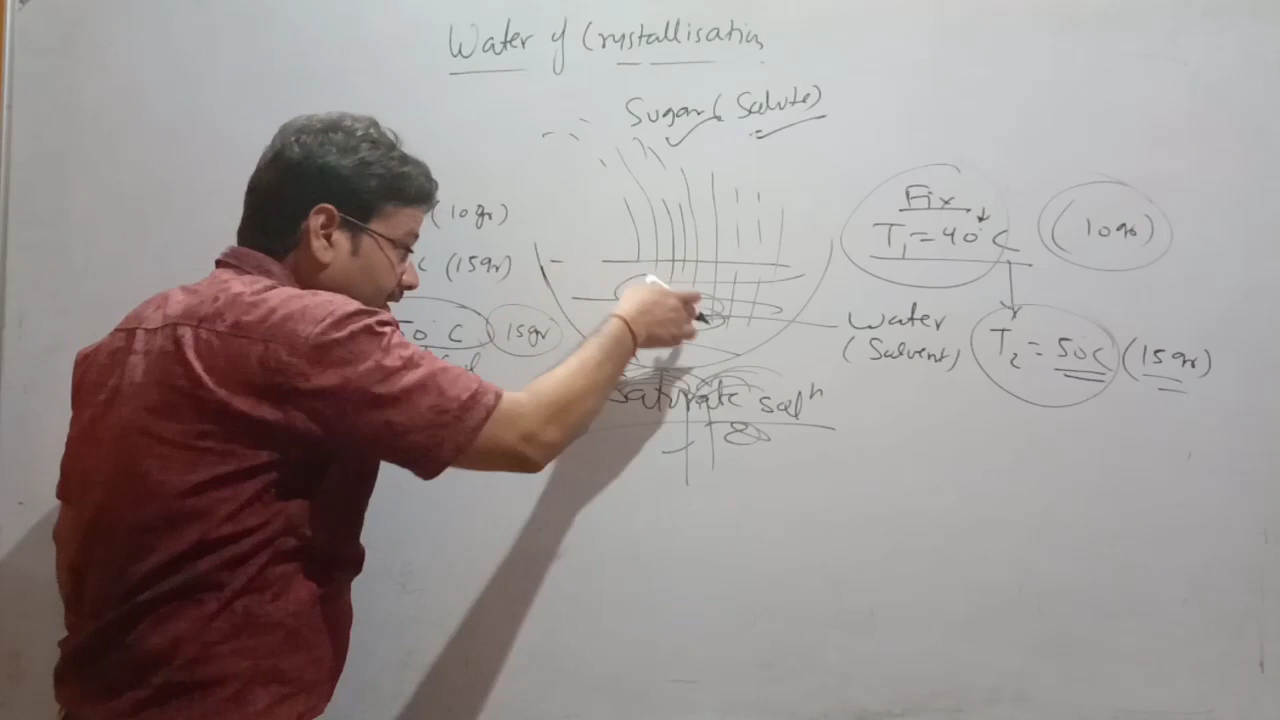 Water of Crystallisation
Sugar (Solute)
(10gr)
C (15gr)
50 C 15gr
Fix
T₁ = 40°C (10gr)
Water
(Solvent)
T₂ = 50C (15gr)
Saturate solⁿ